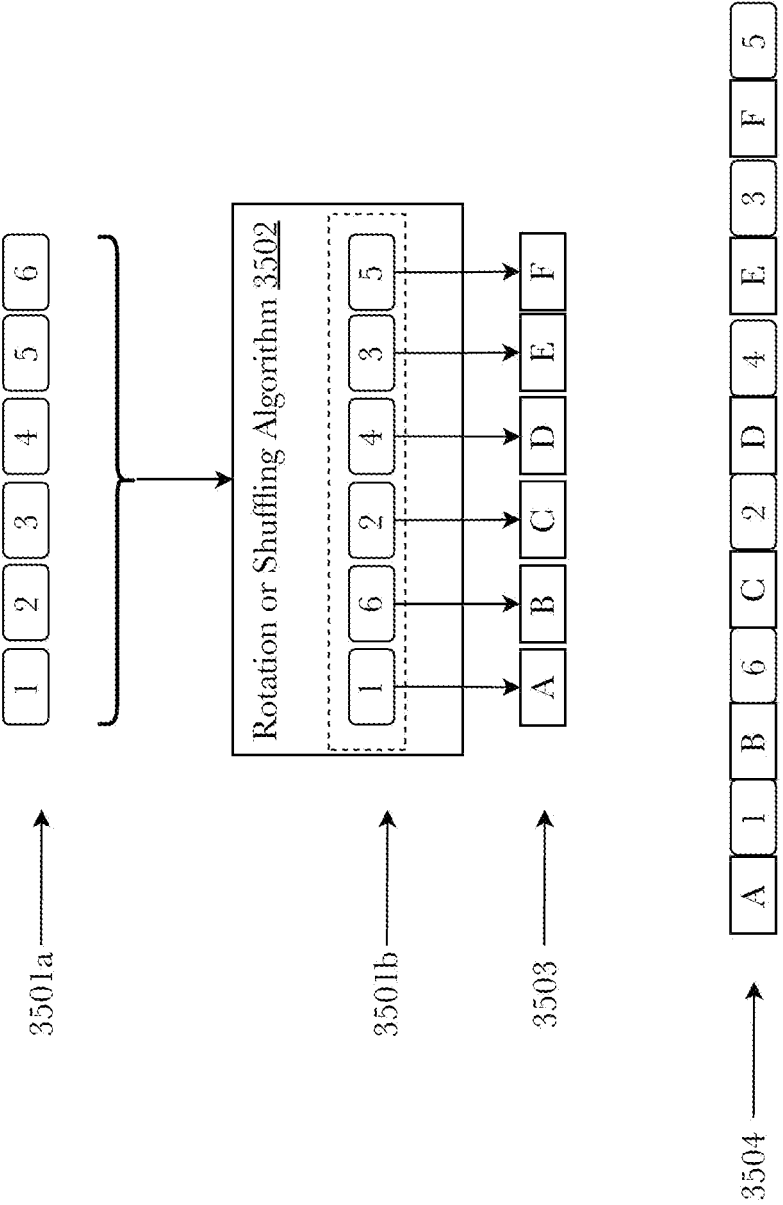 3501a
1 2 3 4 5 6
Rotation or Shuffling Algorithm 3502
3501b
1 6 2 4 3 5
3503
A B C D E F
3504
A 1 B 6 C 2 D 4 E 3 F 5